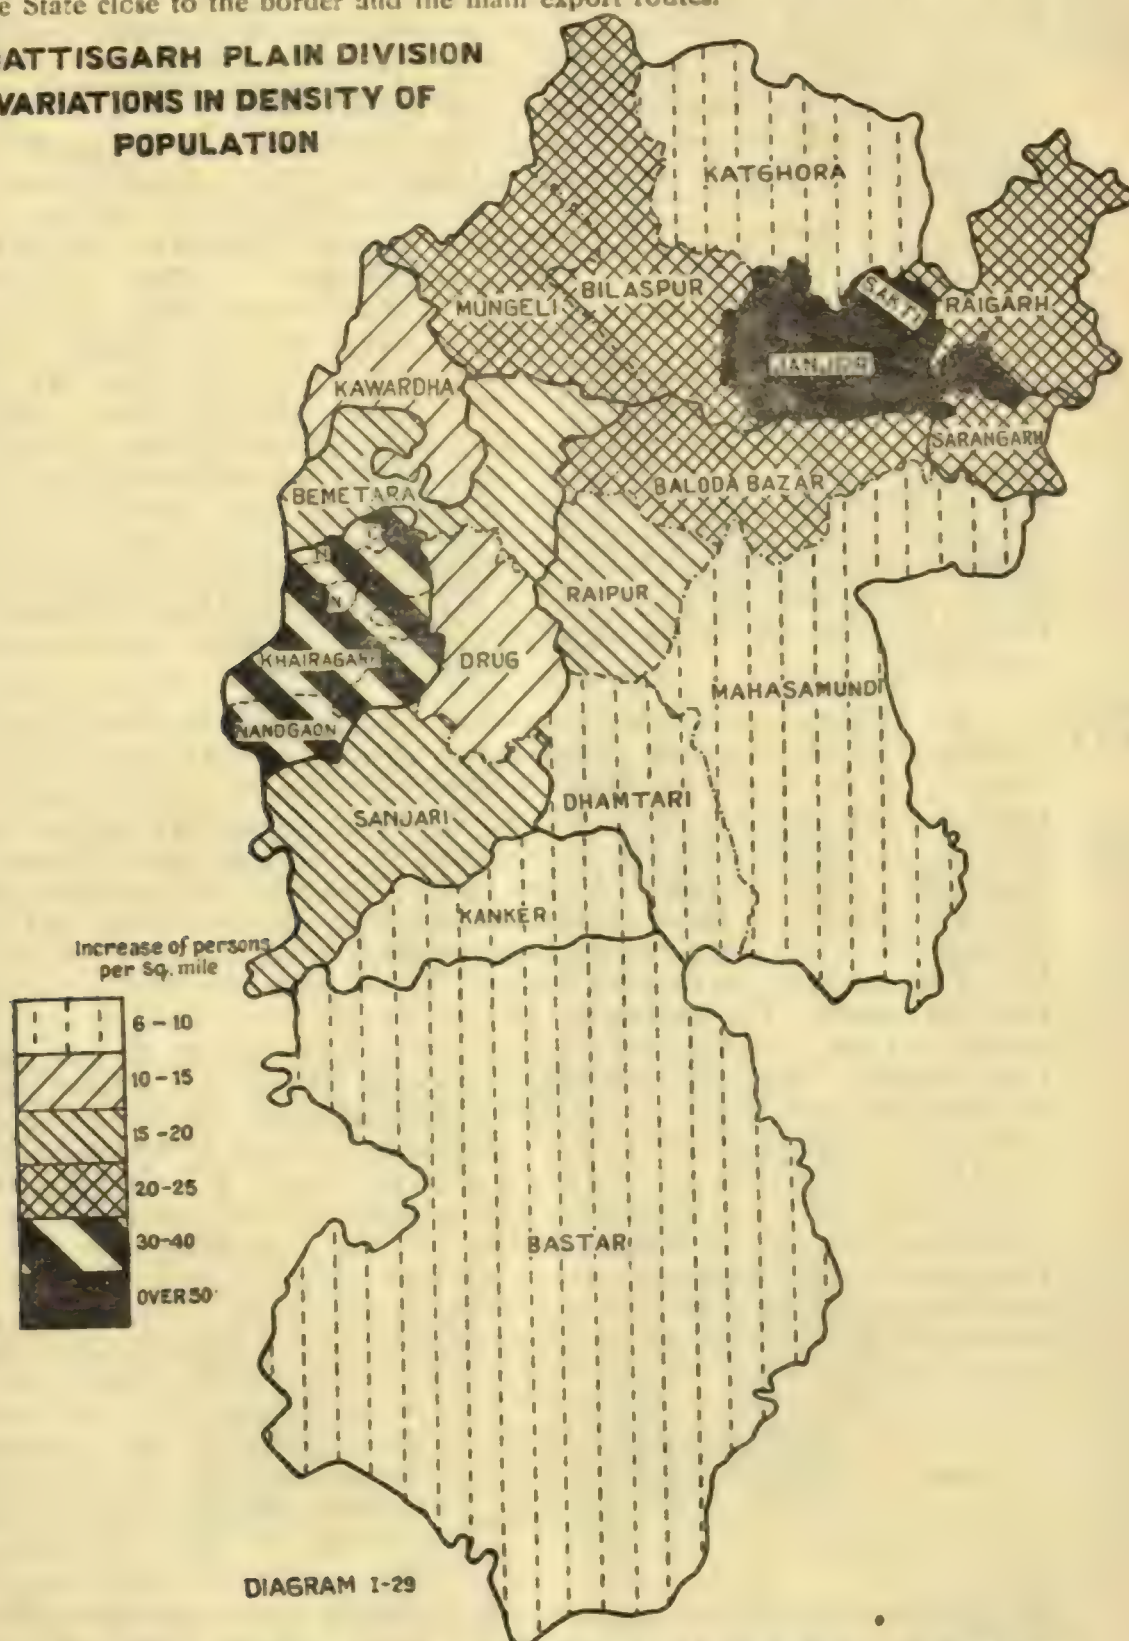 State close to the border and the main export routes.
ATTISGARH PLAIN DIVISION
VARIATIONS IN DENSITY OF
POPULATION
KATGHORA
BILASPUR
SAKTI
RAIGARH
MUNGELI
KAWARDHA
SARANGARH
BALODA BAZAR
BEMETARA
N
N
RAIPUR
KHAIRAGARH
DRUG
MAHASAMUND
NANDGAON
DHAMTARI
SANJARI
KANKER
Increase of persons
per Sq. mile
6-10
10-15
15-20
20-25
30-40
OVER 50
BASTAR
DIAGRAM I-29